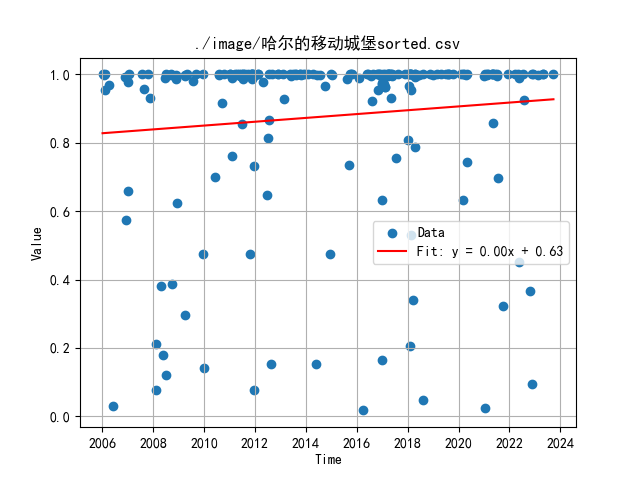 ./image/哈尔的移动城堡sorted.csv
1.0
0.8
0.6
0.4
0.2
0.0
Value
Data
Fit: y = 0.00x + 0.63
2006 2008 2010 2012 2014 2016 2018 2020 2022 2024
Time